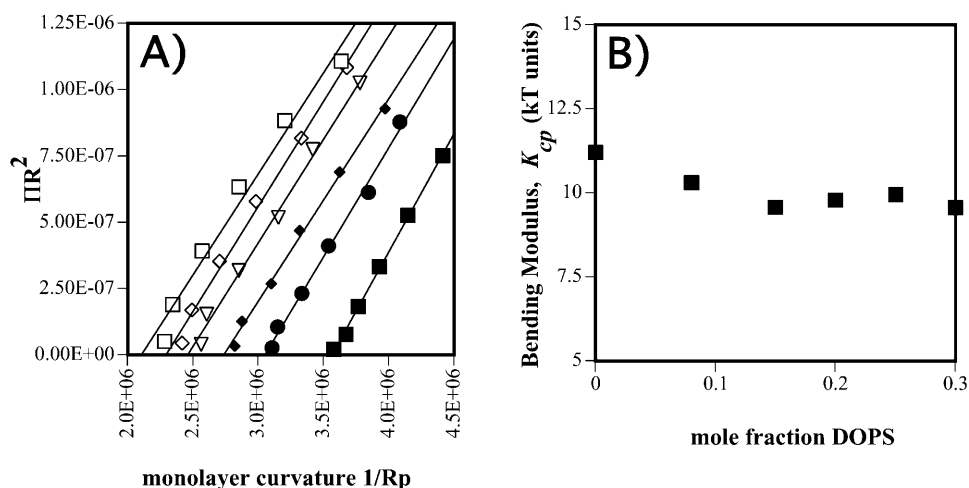 A)
1.25E-06
1.00E-06
7.50E-07
5.00E-07
2.50E-07
0.00E+00
ΠR²
2.0E+06
2.5E+06
3.0E+06
3.5E+06
4.0E+06
4.5E+06
monolayer curvature 1/Rp
B)
15
12.5
10
7.5
5
Bending Modulus, Kcp (kT units)
0
0.1
0.2
0.3
mole fraction DOPS